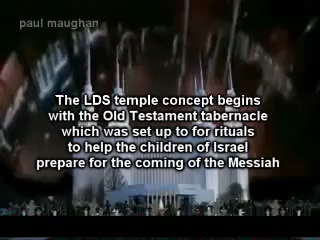 paul maughan
The LDS temple concept begins
with the Old Testament tabernacle
which was set up to for rituals
to help the children of Israel
prepare for the coming of the Messiah